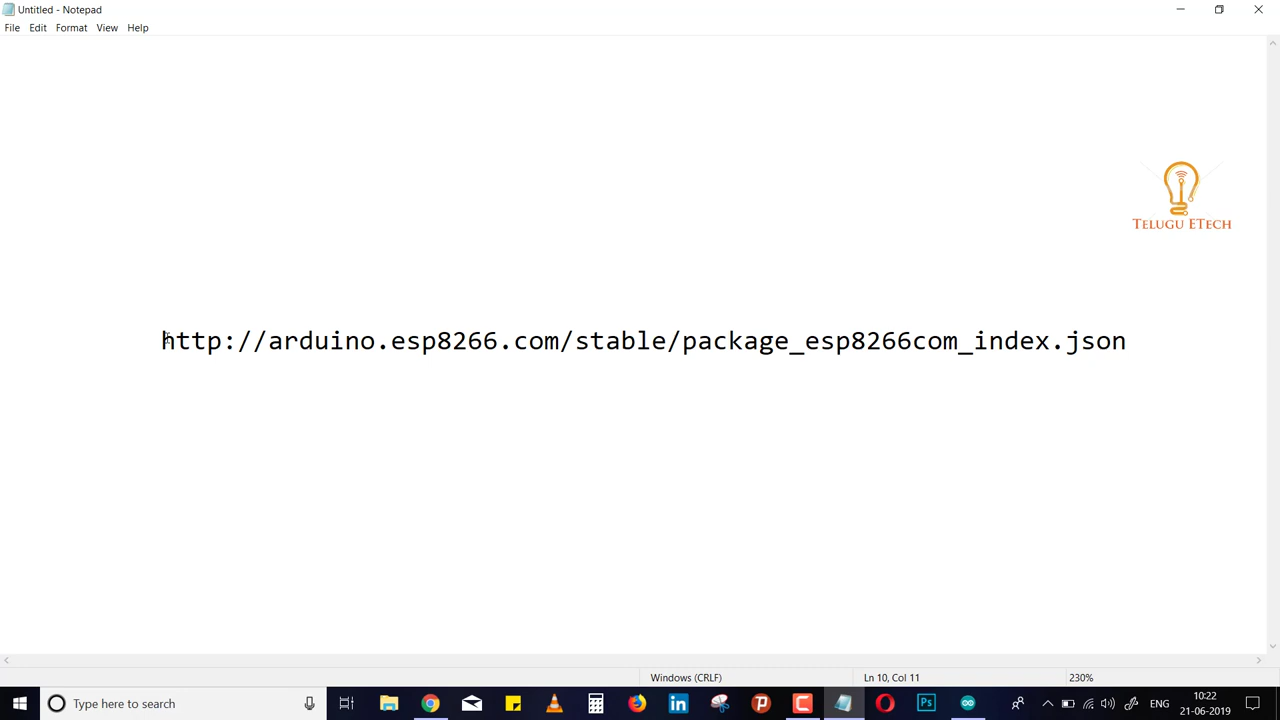 Untitled - Notepad
File Edit Format View Help
TELUGU ETECH
http://arduino.esp8266.com/stable/package_esp8266com_index.json
Windows (CRLF) Ln 10, Col 11 230%
Type here to search
ENG
10:22
21-06-2019